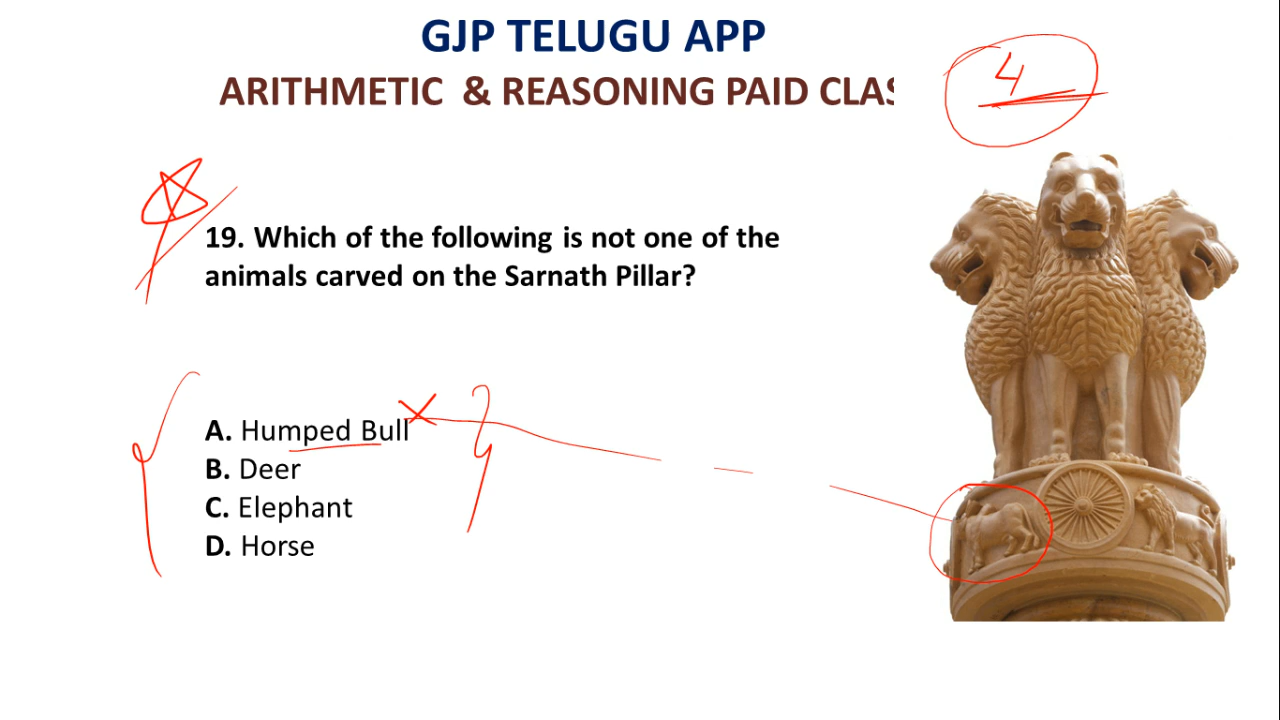 GJP TELUGU APP
ARITHMETIC & REASONING PAID CLAS
4
19. Which of the following is not one of the
animals carved on the Sarnath Pillar?
A. Humped Bull
B. Deer
C. Elephant
D. Horse